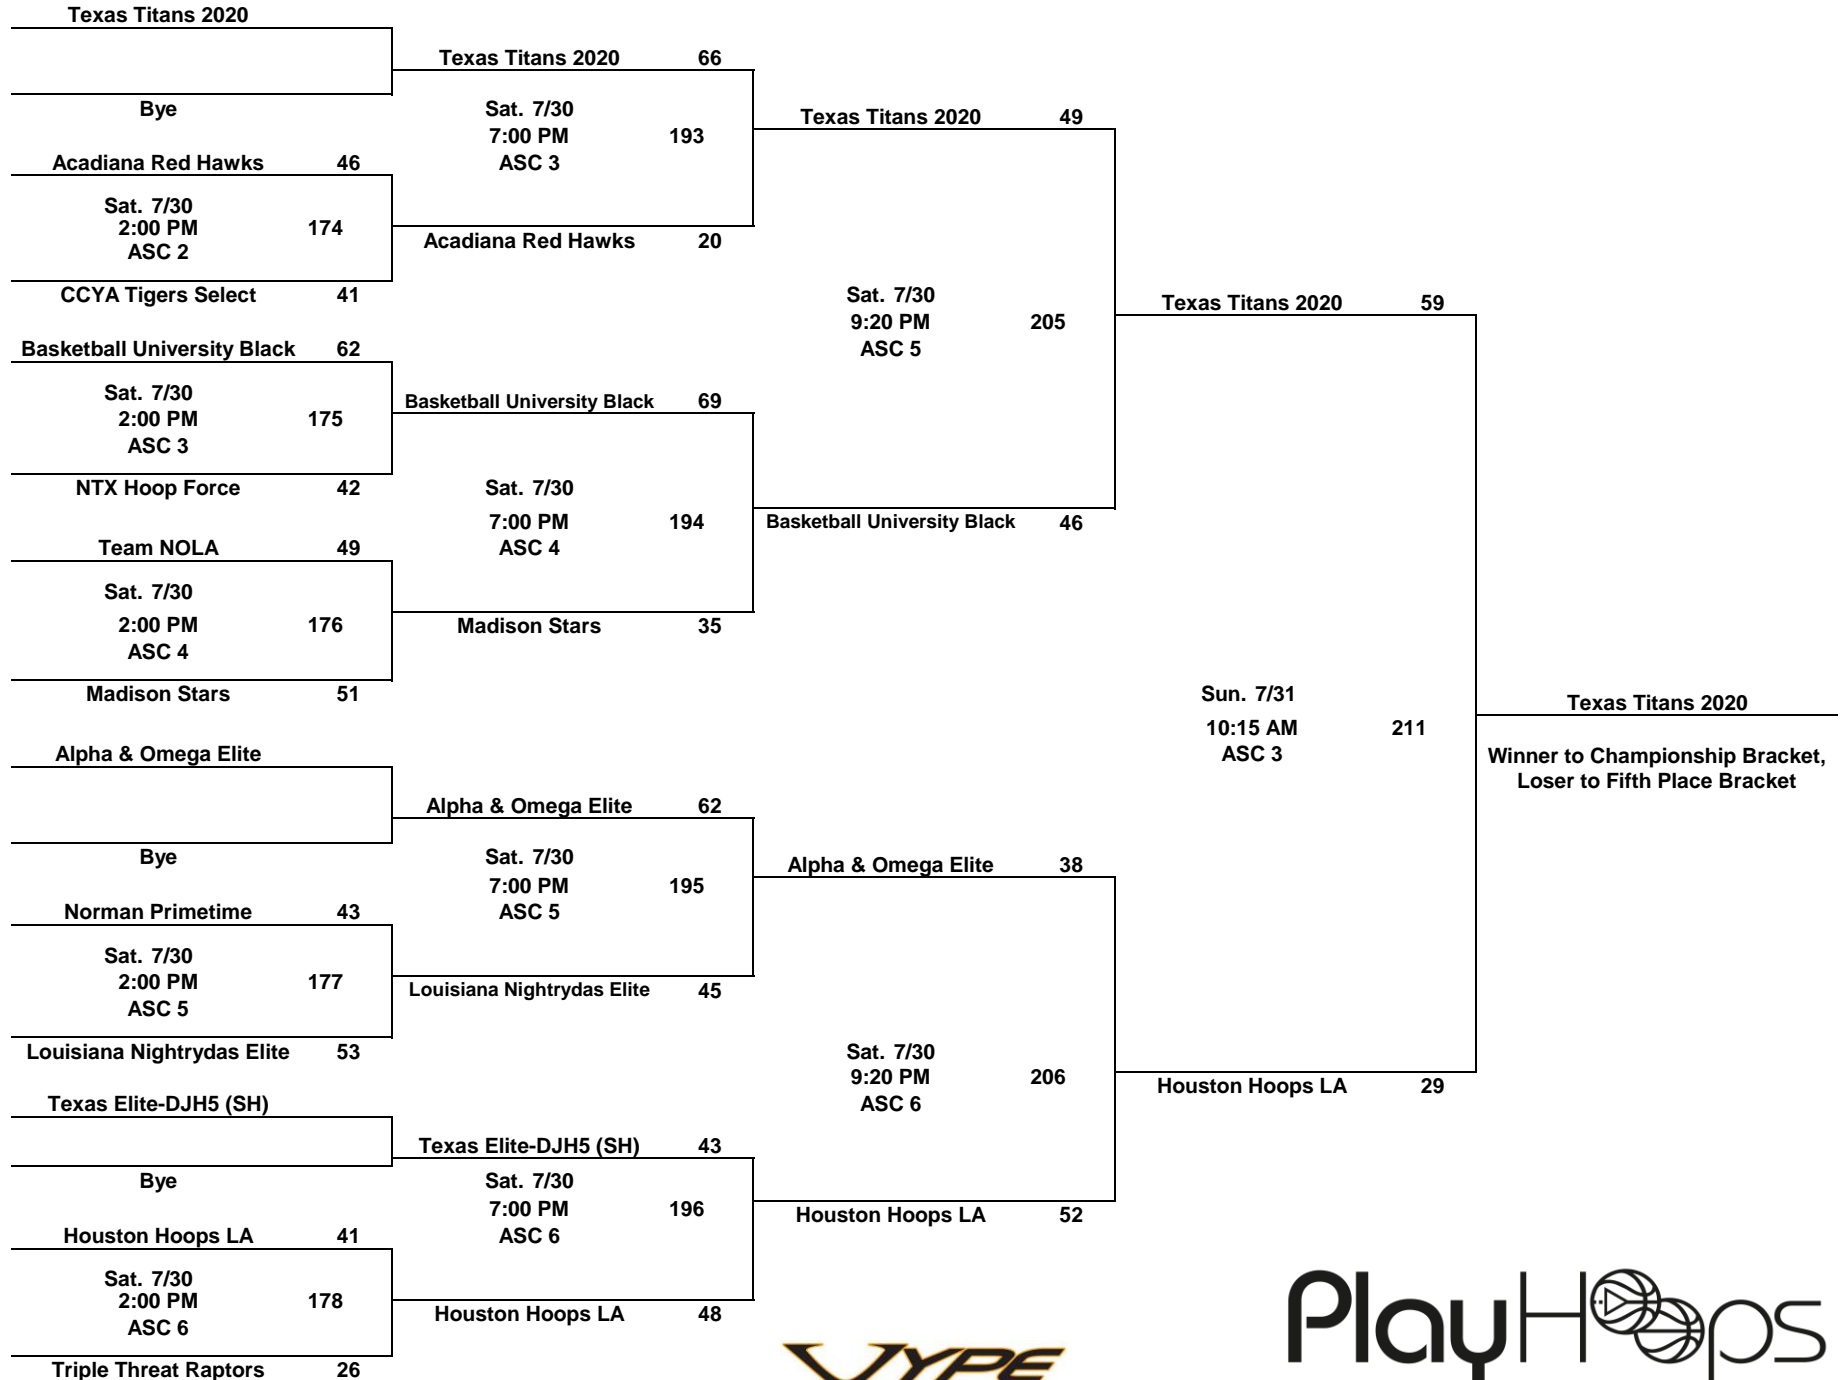 Texas Titans 2020
Bye
Acadiana Red Hawks 46
Sat. 7/30
2:00 PM 174
ASC 2
CCYA Tigers Select 41
Basketball University Black 62
Sat. 7/30
2:00 PM 175
ASC 3
NTX Hoop Force 42
Team NOLA 49
Sat. 7/30
2:00 PM 176
ASC 4
Madison Stars 51
Alpha & Omega Elite
Bye
Norman Primetime 43
Sat. 7/30
2:00 PM 177
ASC 5
Louisiana Nightrydas Elite 53
Texas Elite-DJH5 (SH)
Bye
Houston Hoops LA 41
Sat. 7/30
2:00 PM 178
ASC 6
Triple Threat Raptors 26
Texas Titans 2020 66
Sat. 7/30
7:00 PM 193
ASC 3
Acadiana Red Hawks 20
Basketball University Black 69
Sat. 7/30
7:00 PM 194
ASC 4
Madison Stars 35
Alpha & Omega Elite 62
Sat. 7/30
7:00 PM 195
ASC 5
Louisiana Nightrydas Elite 45
Texas Elite-DJH5 (SH) 43
Sat. 7/30
7:00 PM 196
ASC 6
Houston Hoops LA 48
Texas Titans 2020 49
Sat. 7/30
9:20 PM 205
ASC 5
Basketball University Black 46
Alpha & Omega Elite 38
Sat. 7/30
9:20 PM 206
ASC 6
Houston Hoops LA 52
Texas Titans 2020 59
Sun. 7/31
10:15 AM 211
ASC 3
Houston Hoops LA 29
Texas Titans 2020
Winner to Championship Bracket,
Loser to Fifth Place Bracket
VYPE
PlayHoops